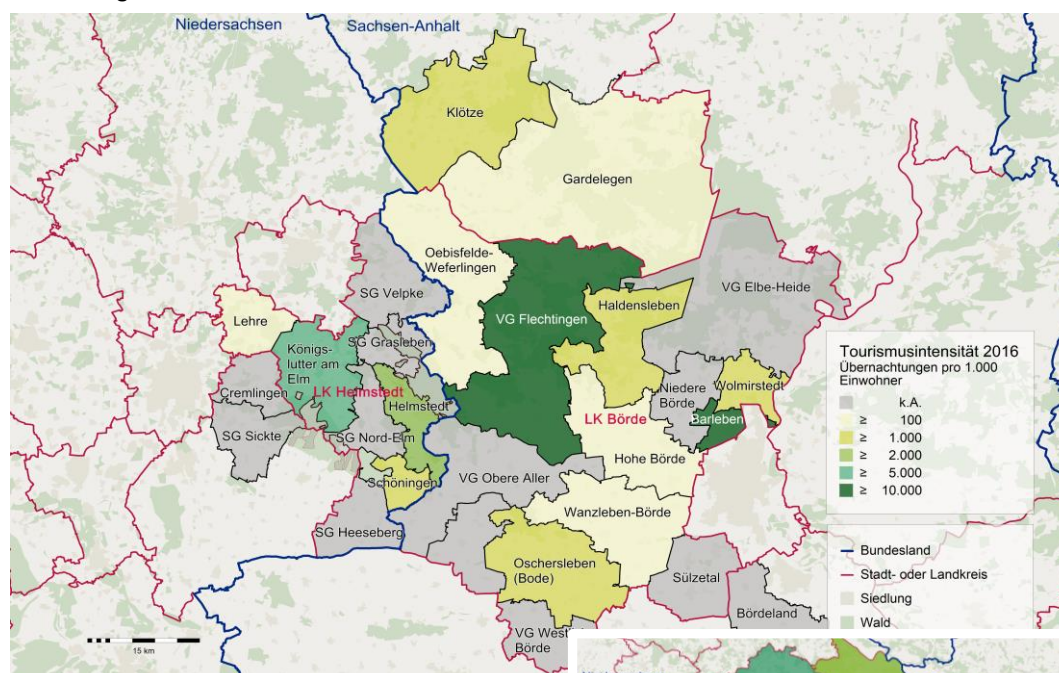 Niedersachsen
Sachsen-Anhalt
Klötze
Gardelegen
Oebisfelde-
Weferlingen
SG Velpke
VG Elbe-Heide
Haldensleben
VG Flechtingen
Lehre
SG Grasleben
Königs-
lutter am
Elm
Cremlingen
LK Helmstedt
Helmstedt
Niedere
Börde
Wolmirstedt
Barleben
LK Börde
SG Sickte
SG Nord-Elm
Hohe Börde
VG Obere Aller
Schöningen
Wanzleben-Börde
SG Heeseberg
Oschersleben
(Bode)
Sülzetal
Bördeland
VG West
Börde
15 km
Tourismusintensität 2016
Übernachtungen pro 1.000
Einwohner
k.A.
≥ 100
≥ 1.000
≥ 2.000
≥ 5.000
≥ 10.000
Bundesland
Stadt- oder Landkreis
Siedlung
Wald